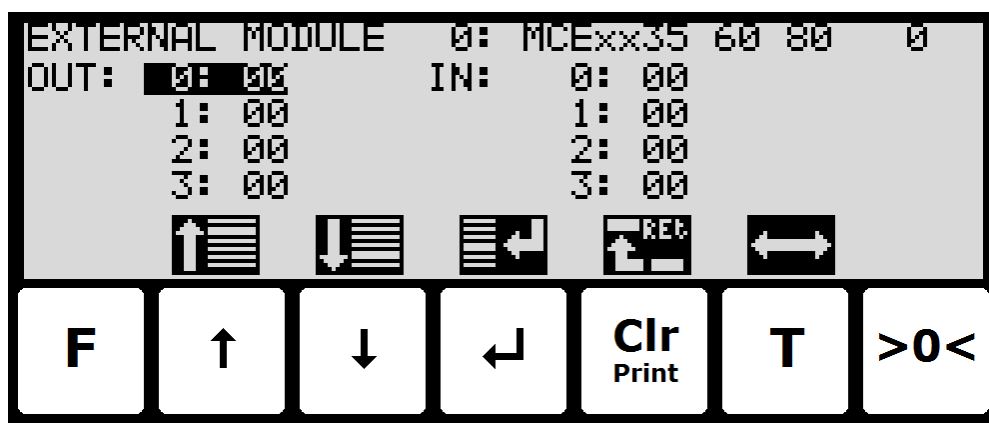 EXTERNAL MODULE 0: MCExx35 60 80 0
OUT: 0: 00 IN: 0: 00
1: 00 1: 00
2: 00 2: 00
3: 00 3: 00
REt
F ↑ ↓ ↵ Clr T >0<
Print